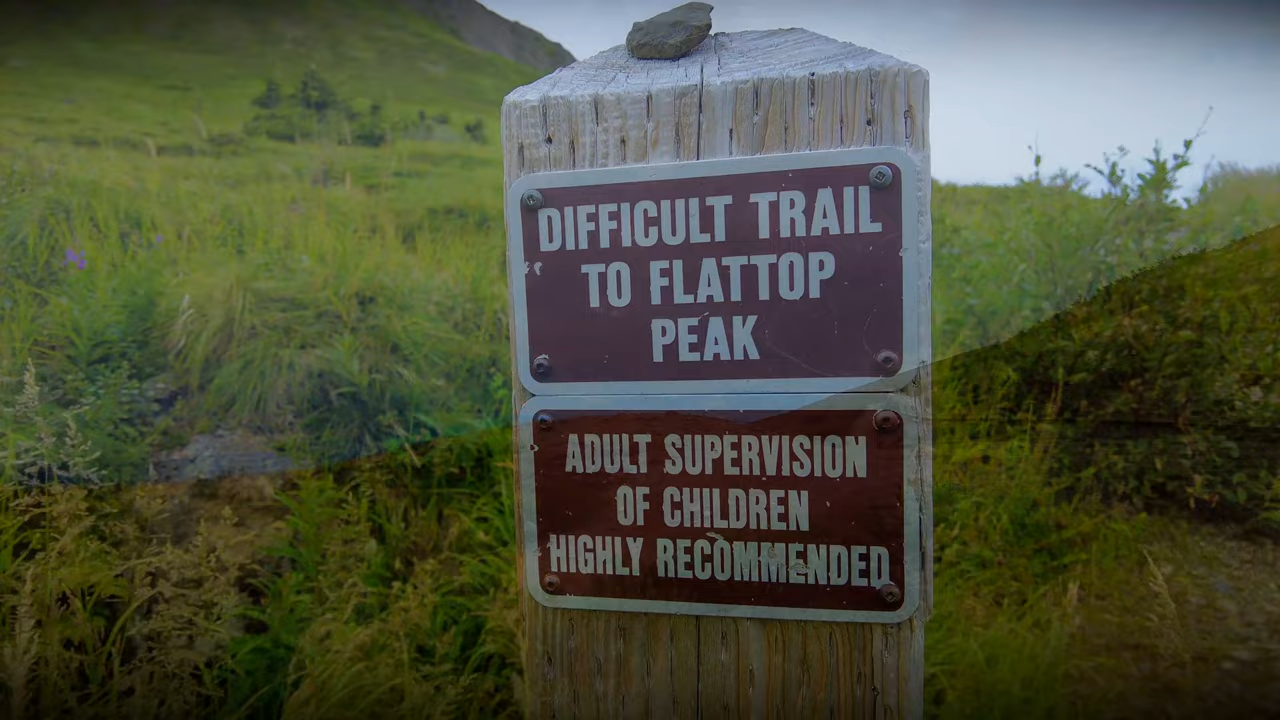 DIFFICULT TRAIL
TO FLATTOP
PEAK
ADULT SUPERVISION
OF CHILDREN
HIGHLY RECOMMENDED